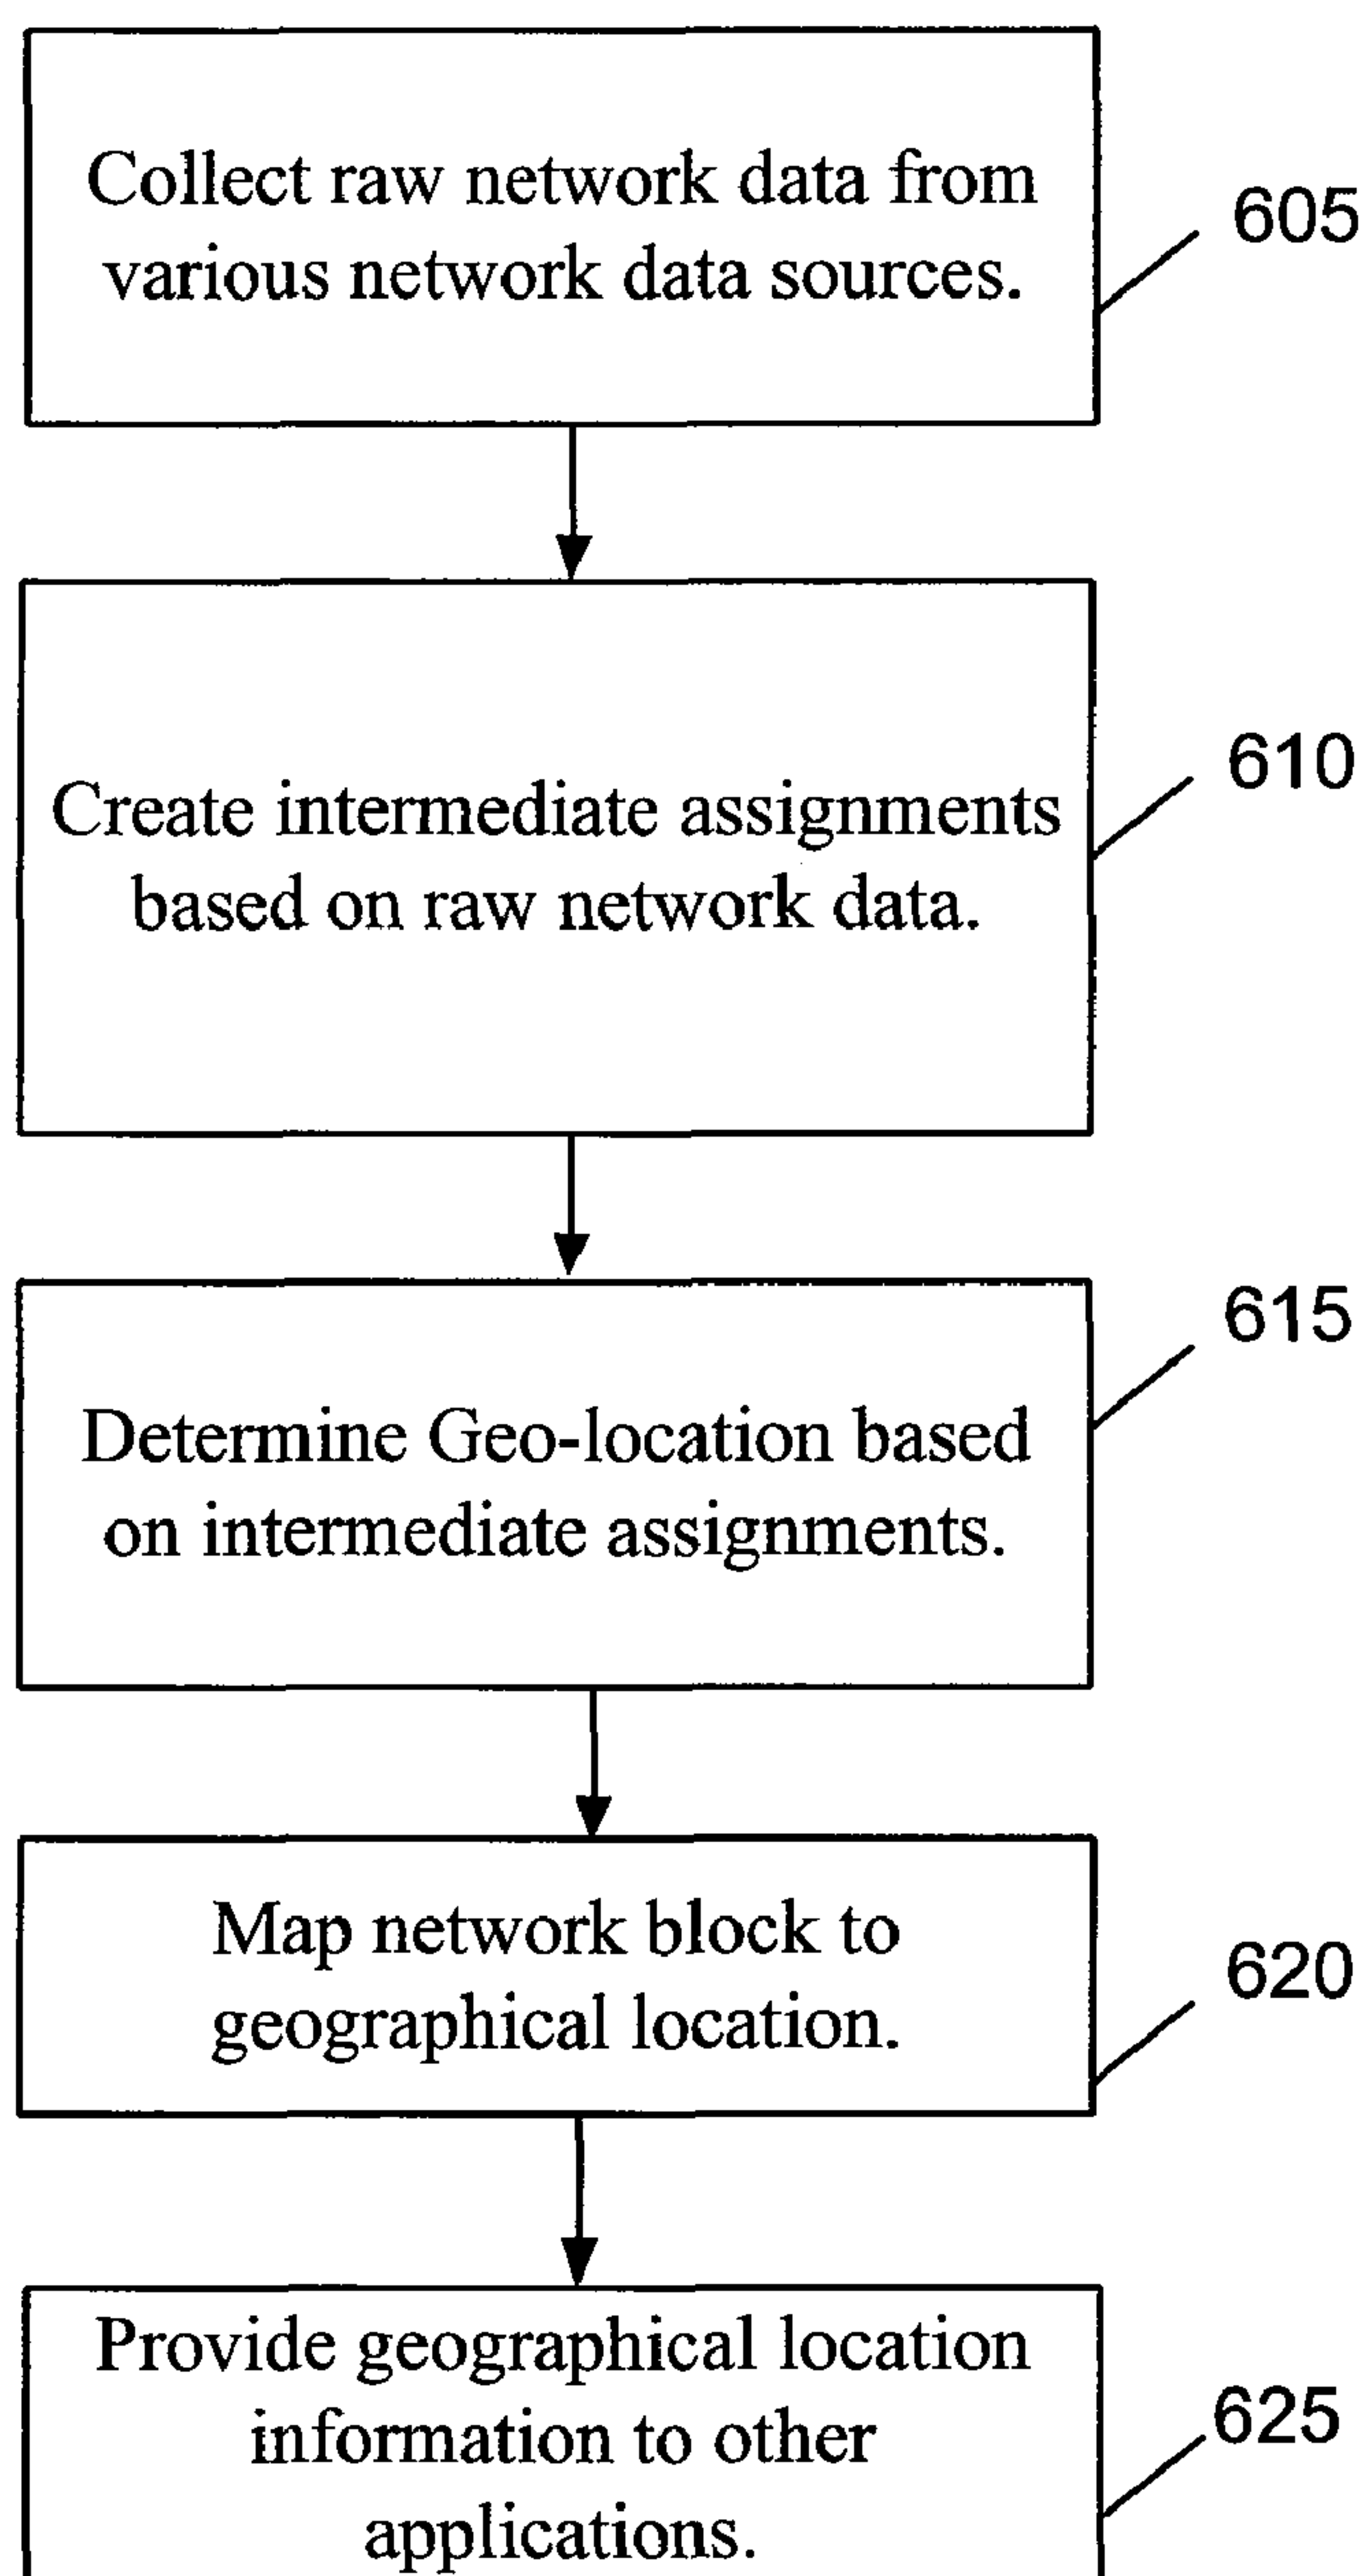 Collect raw network data from
various network data sources.
605
Create intermediate assignments
based on raw network data.
610
Determine Geo-location based
on intermediate assignments.
615
Map network block to
geographical location.
620
Provide geographical location
information to other
applications.
625